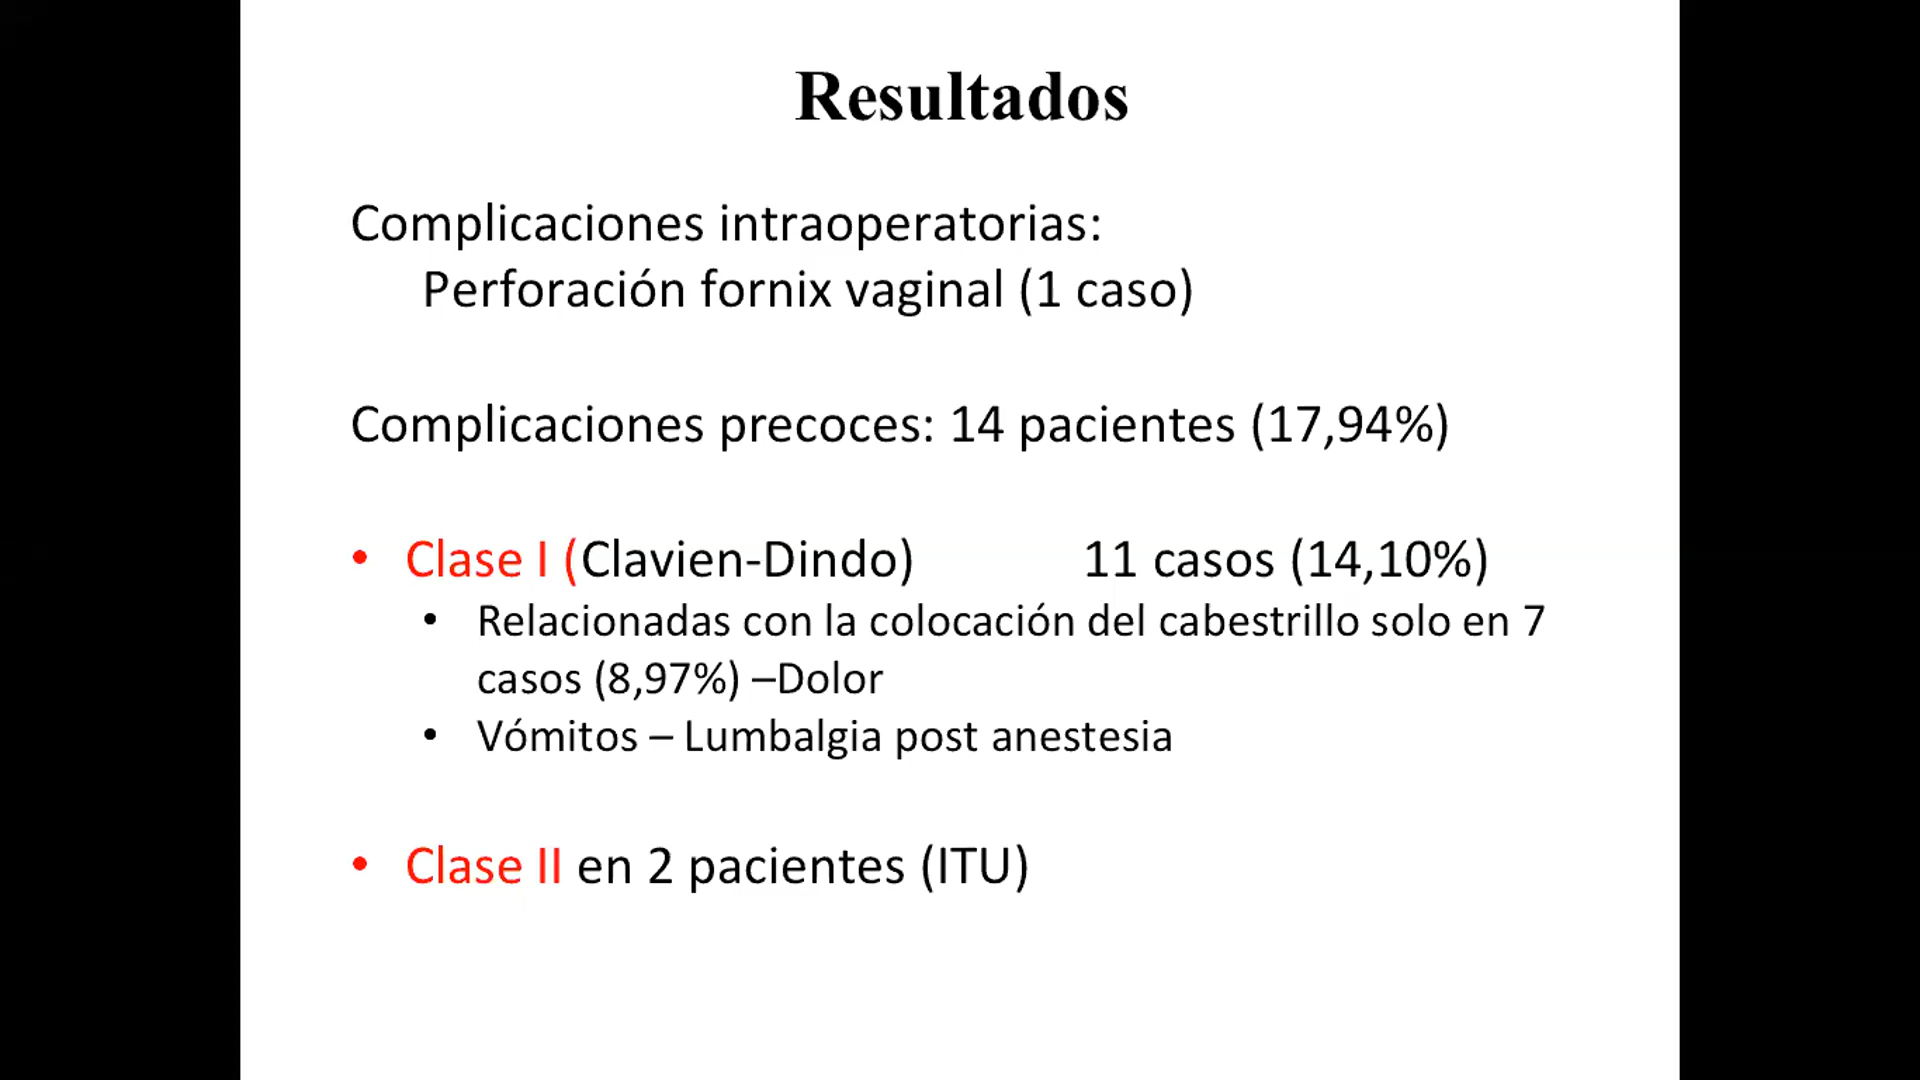 Resultados
Complicaciones intraoperatorias:
Perforación fornix vaginal (1 caso)
Complicaciones precoces: 14 pacientes (17,94%)
• Clase I (Clavien-Dindo) 11 casos (14,10%)
• Relacionadas con la colocación del cabestrillo solo en 7
casos (8,97%) –Dolor
• Vómitos – Lumbalgia post anestesia
• Clase II en 2 pacientes (ITU)